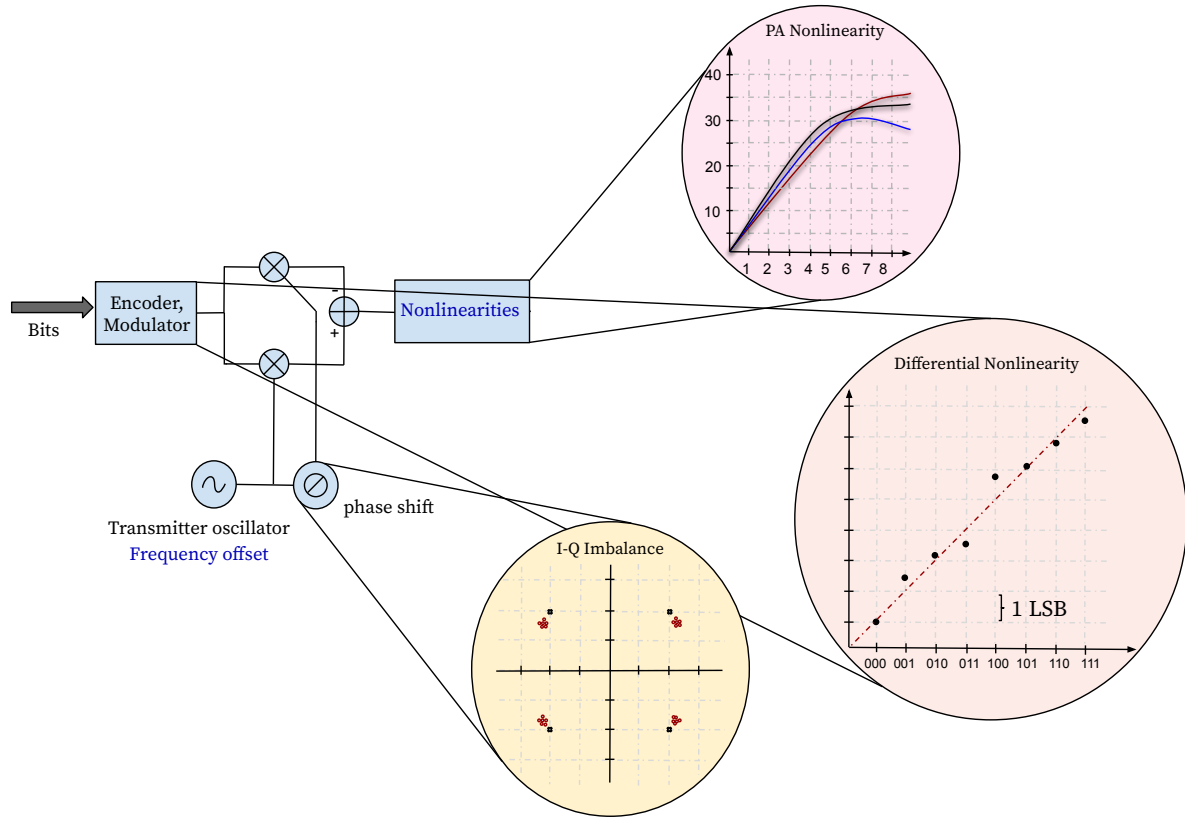 PA Nonlinearity
40
30
20
10
1 2 3 4 5 6 7 8
Encoder,
Modulator
Bits
-
+
Nonlinearities
Differential Nonlinearity
1 LSB
000 001 010 011 100 101 110 111
phase shift
Transmitter oscillator
Frequency offset
I-Q Imbalance